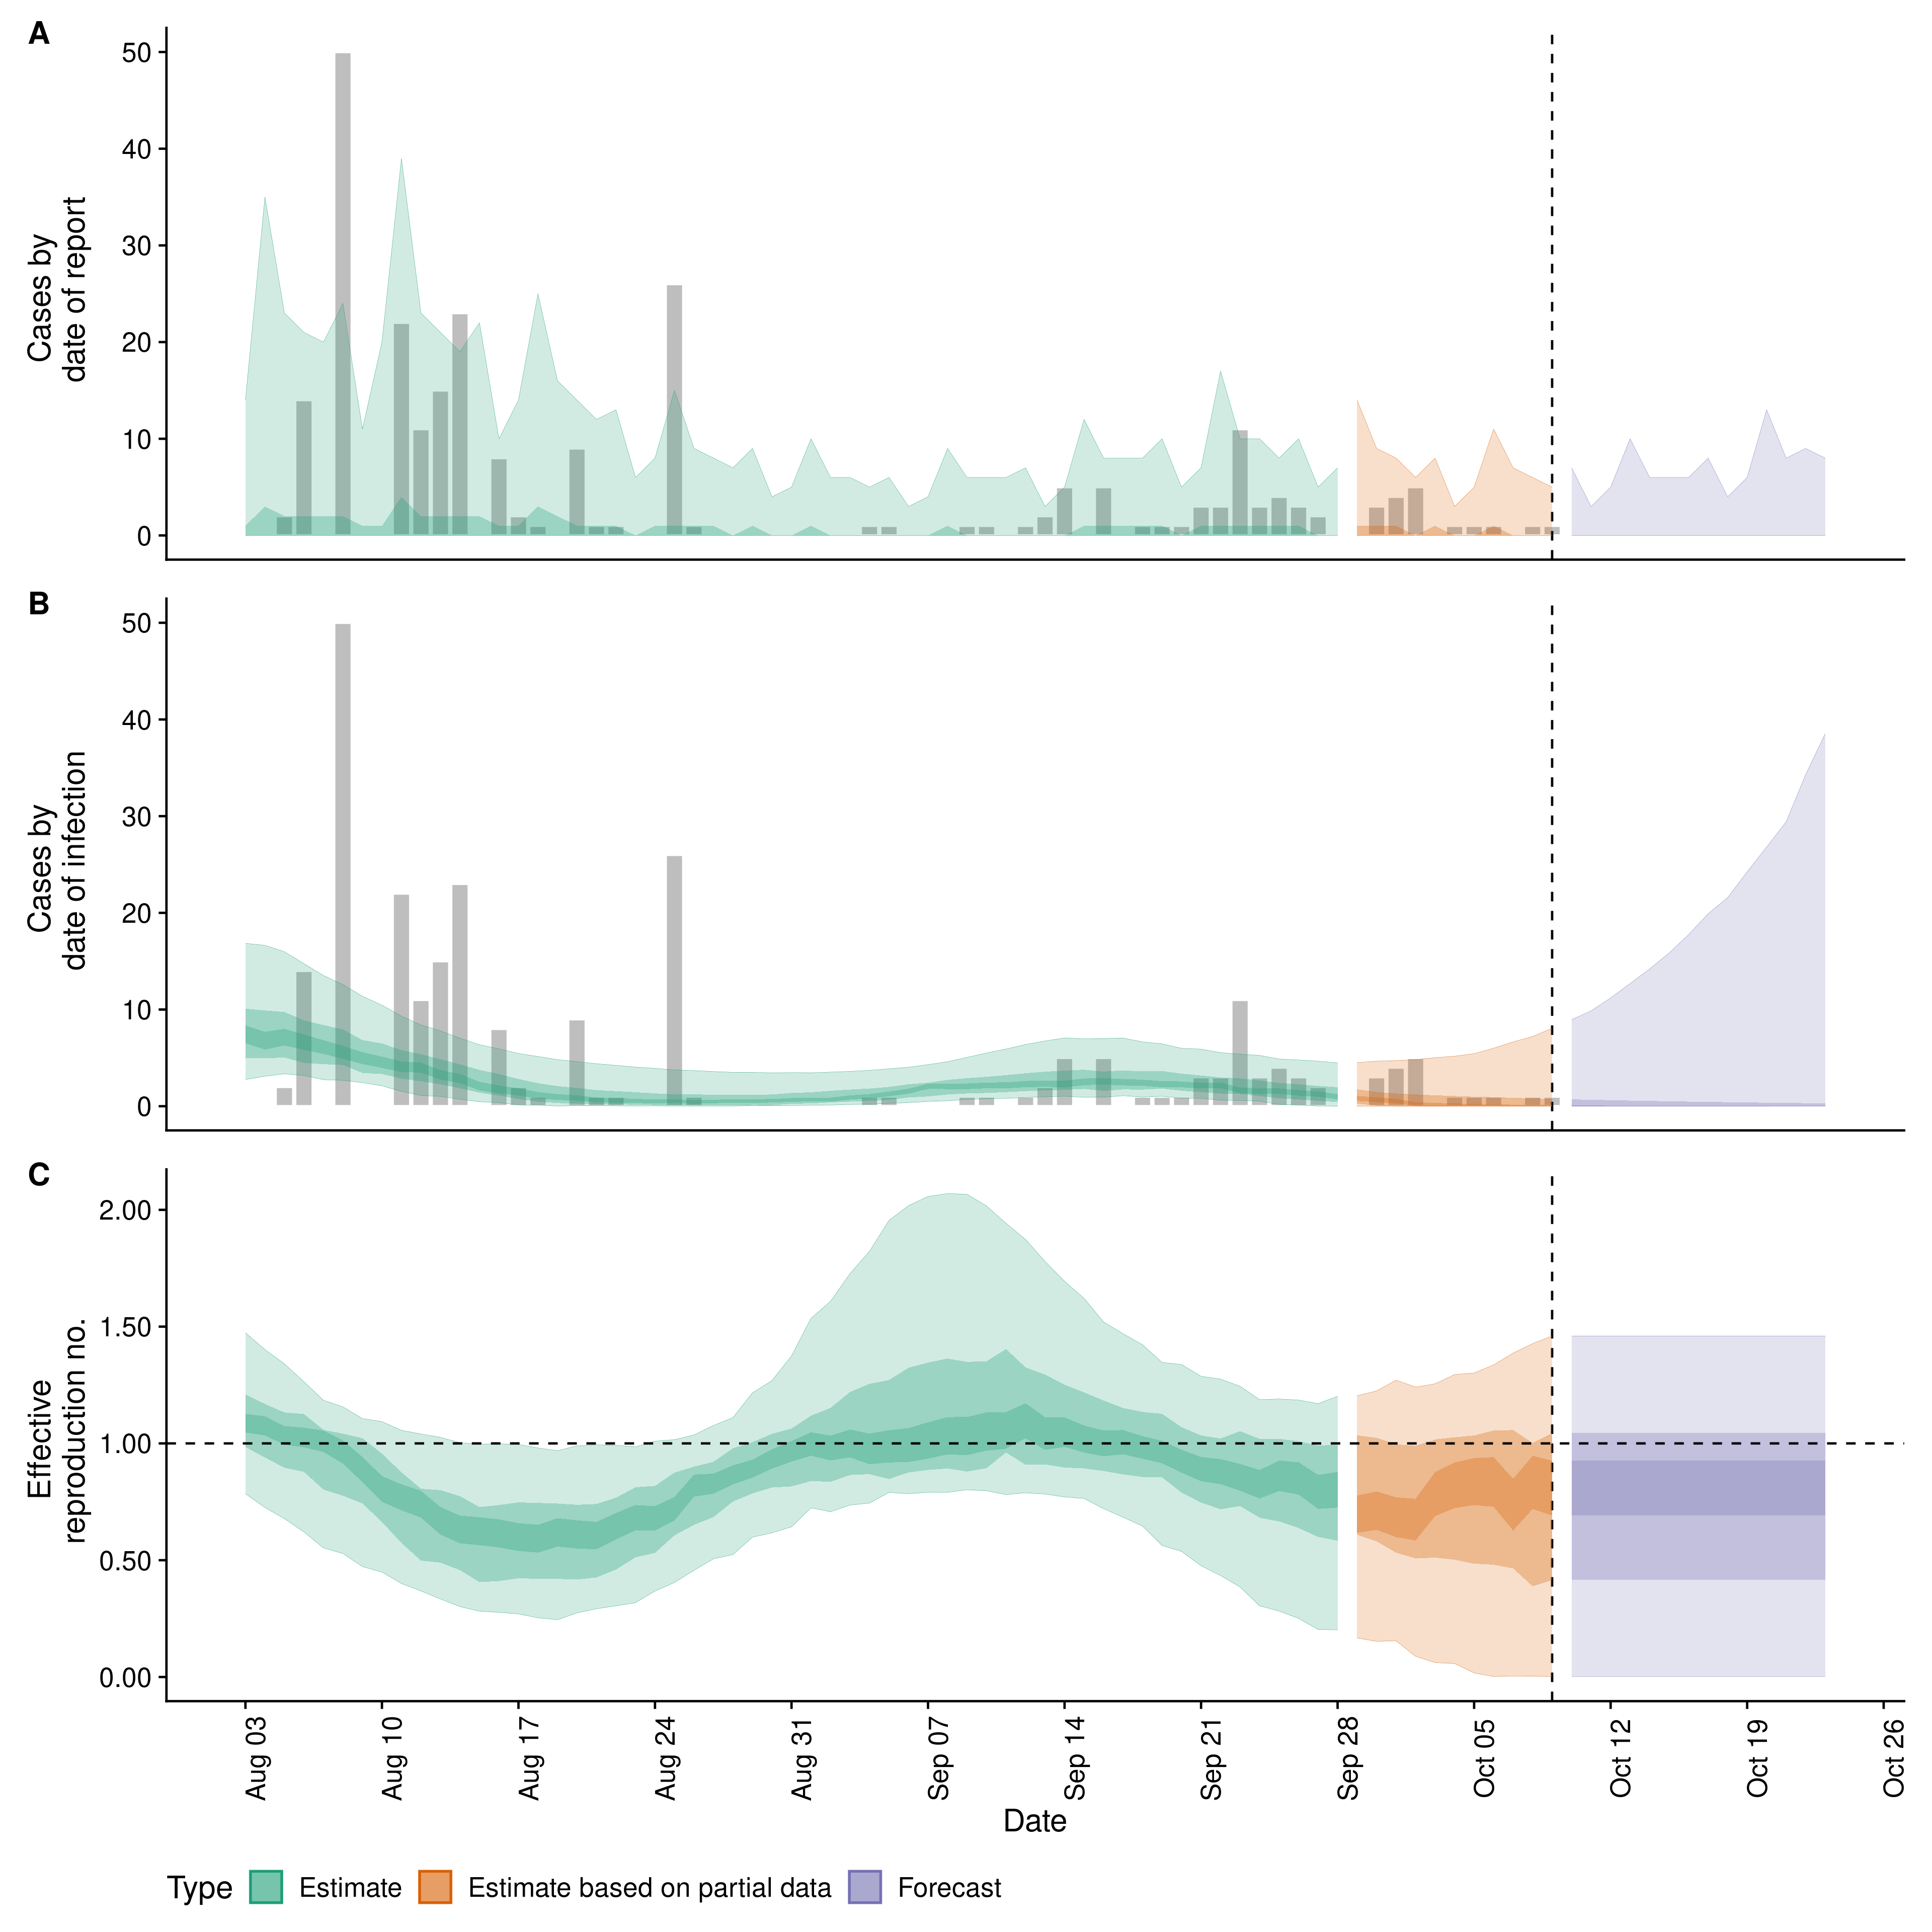 A
50
40
30
20
10
0
Cases by
date of report
B
50
40
30
20
10
0
Cases by
date of infection
C
2.00
1.50
1.00
0.50
0.00
Effective
reproduction no.
Aug 03
Aug 10
Aug 17
Aug 24
Aug 31
Sep 07
Sep 14
Sep 21
Sep 28
Oct 05
Oct 12
Oct 19
Oct 26
Date
Type Estimate Estimate based on partial data Forecast